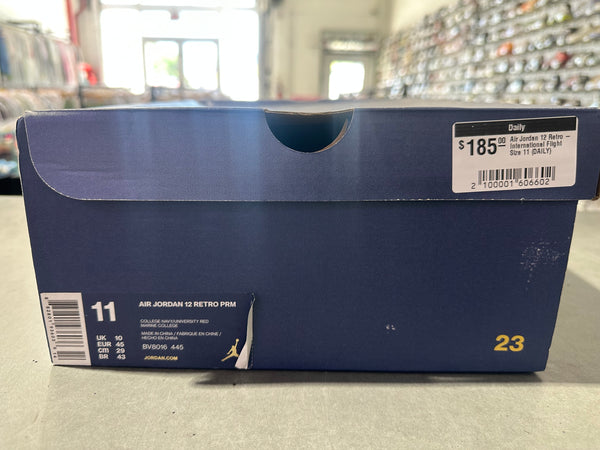 Daily
$185.00
Air Jordan 12 Retro –
International Flight
Size 11 (DAILY)
2 100001 606602
11
UK 10
EUR 45
CM 29
BR 43
AIR JORDAN 12 RETRO PRM
COLLEGE NAVY/UNIVERSITY RED
MARINE COLLEGE
MADE IN CHINA / FABRIQUE EN CHINE /
HECHO EN CHINA
BV8016 445
JORDAN.COM
23